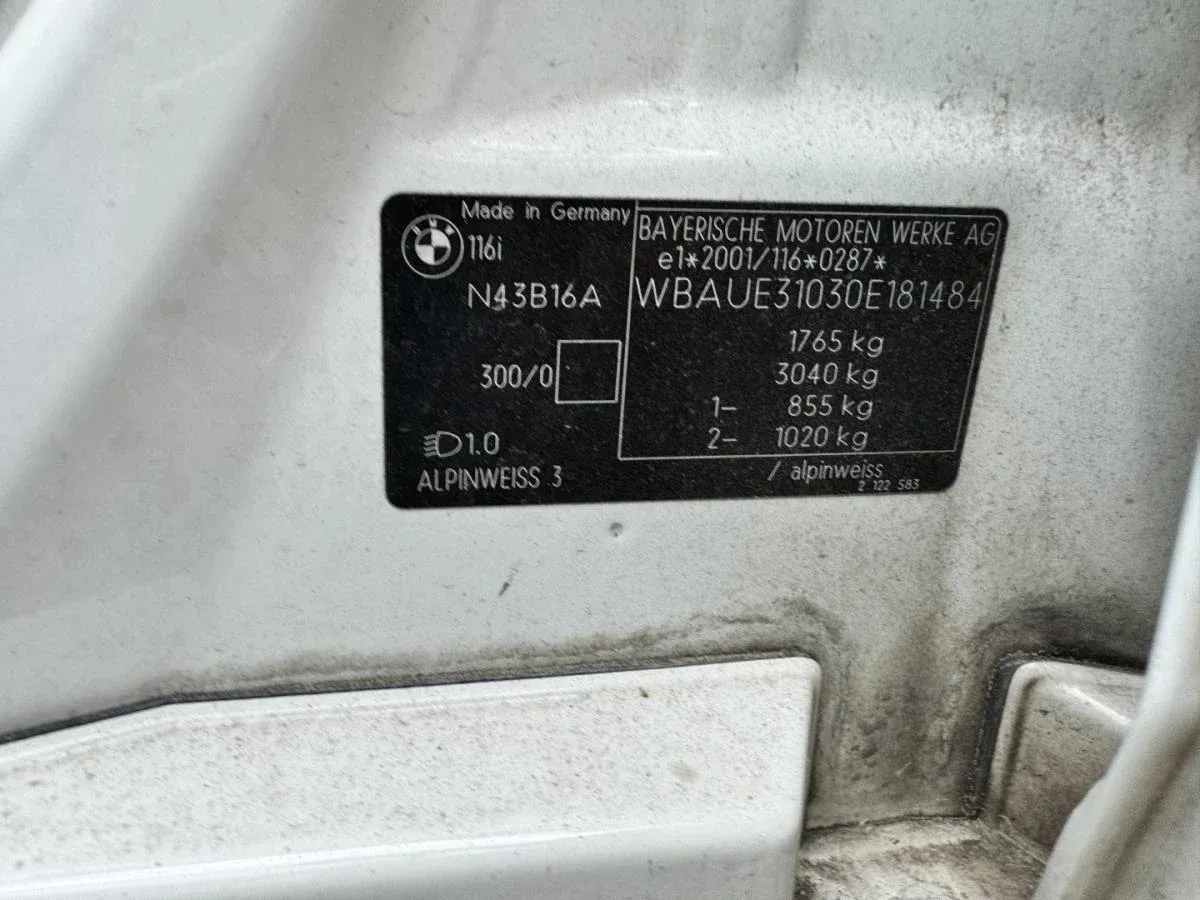 Made in Germany
BMW
116i
N43B16A
300/0
1.0
ALPINWEISS 3
BAYERISCHE MOTOREN WERKE AG
e1*2001/116*0287*
WBAUE31030E181484
1765 kg
3040 kg
1- 855 kg
2- 1020 kg
/ alpinweiss
2 122 583